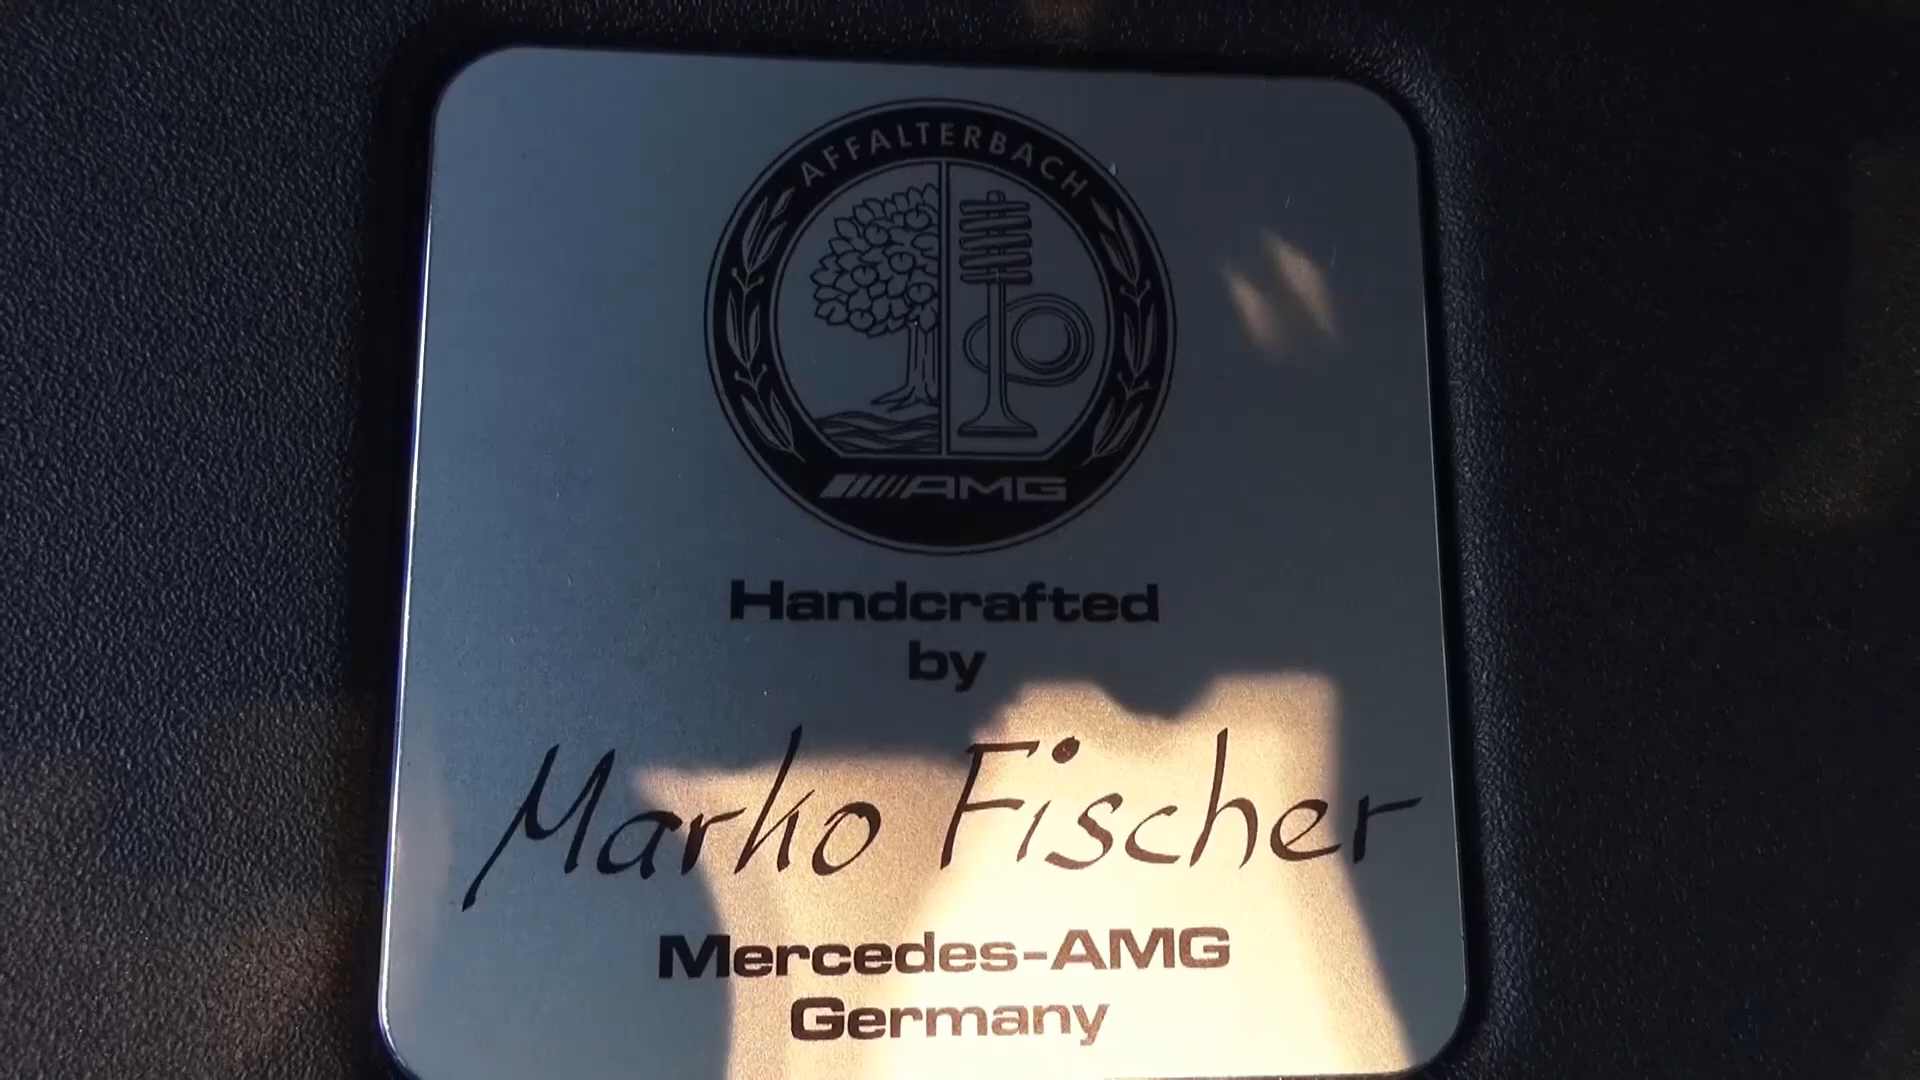 AFFALTERBACH
AMG
Handcrafted
by
Marko Fischer
Mercedes-AMG
Germany